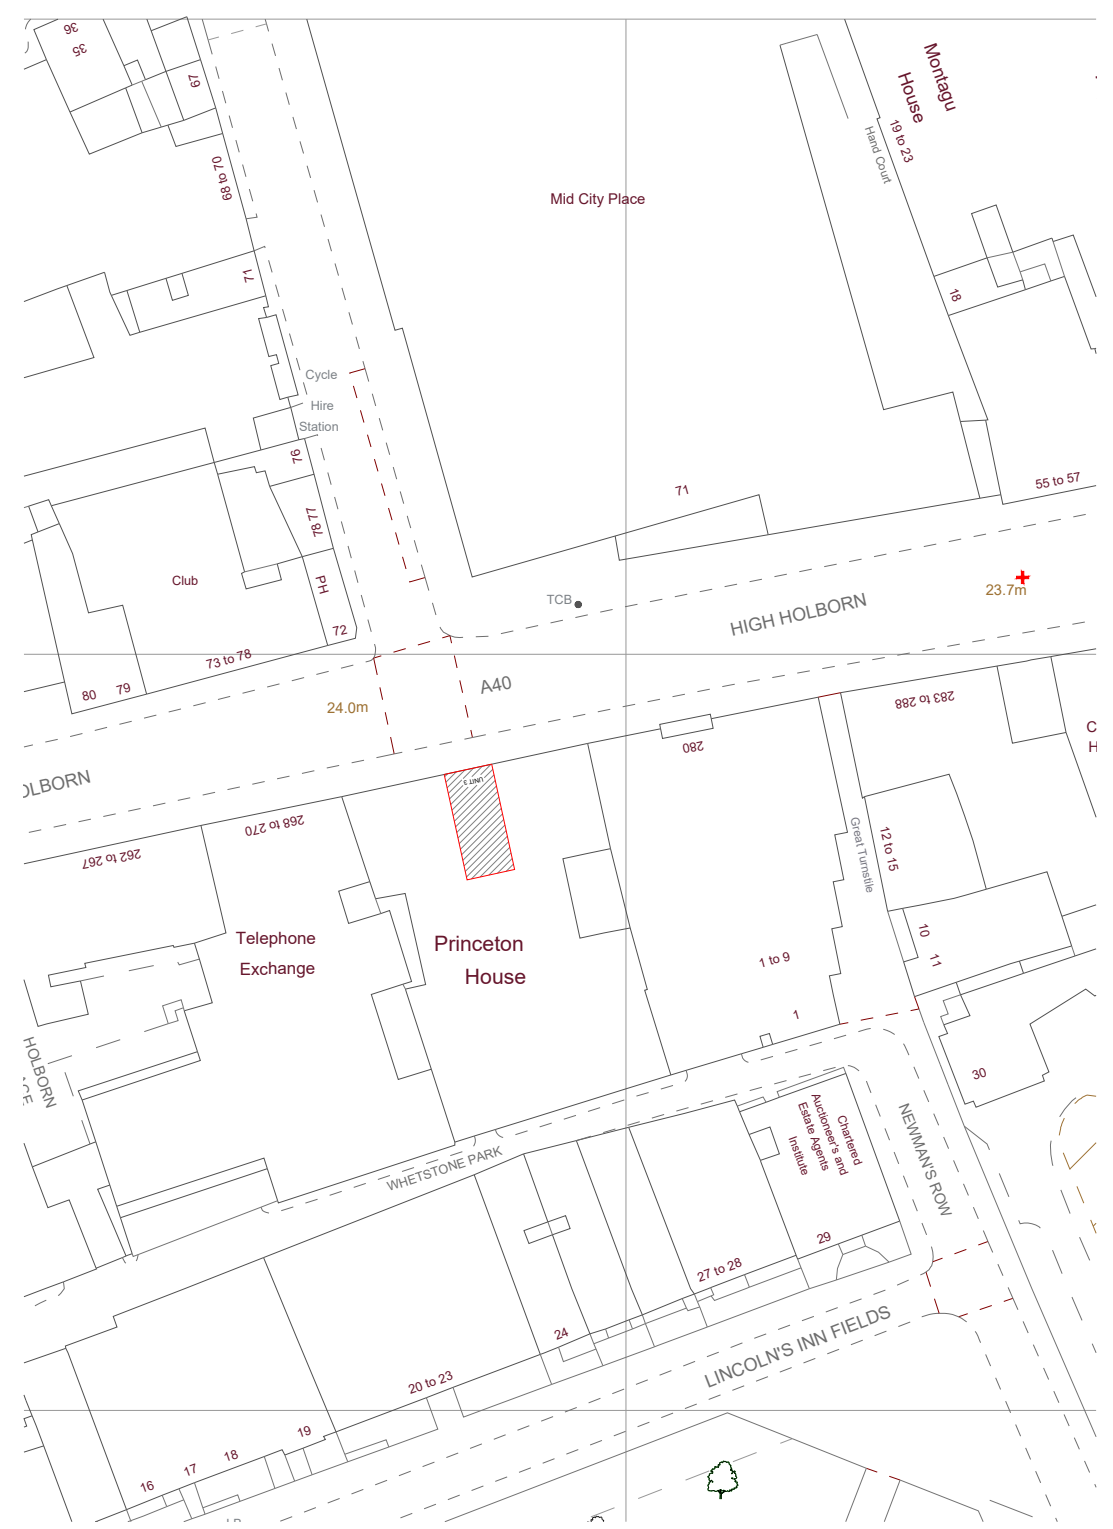 36
35
67
68 to 70
Montagu
House
19 to 23
Hand Court
Mid City Place
71
18
Cycle
Hire
Station
76
71
55 to 57
77 78
PH
Club
TCB
23.7m
HIGH HOLBORN
72
73 to 78
80
79
A40
24.0m
283 to 288
280
C
H
OLBORN
UNIT 3
268 to 270
262 to 267
Great Turnstile
12 to 15
Telephone
Exchange
Princeton
House
10
11
1 to 9
1
HOLBORN
30
Chartered
Auctioneer's and
Estate Agents
Institute
NEWMAN'S ROW
WHETSTONE PARK
29
27 to 28
24
LINCOLN'S INN FIELDS
20 to 23
19
18
17
16